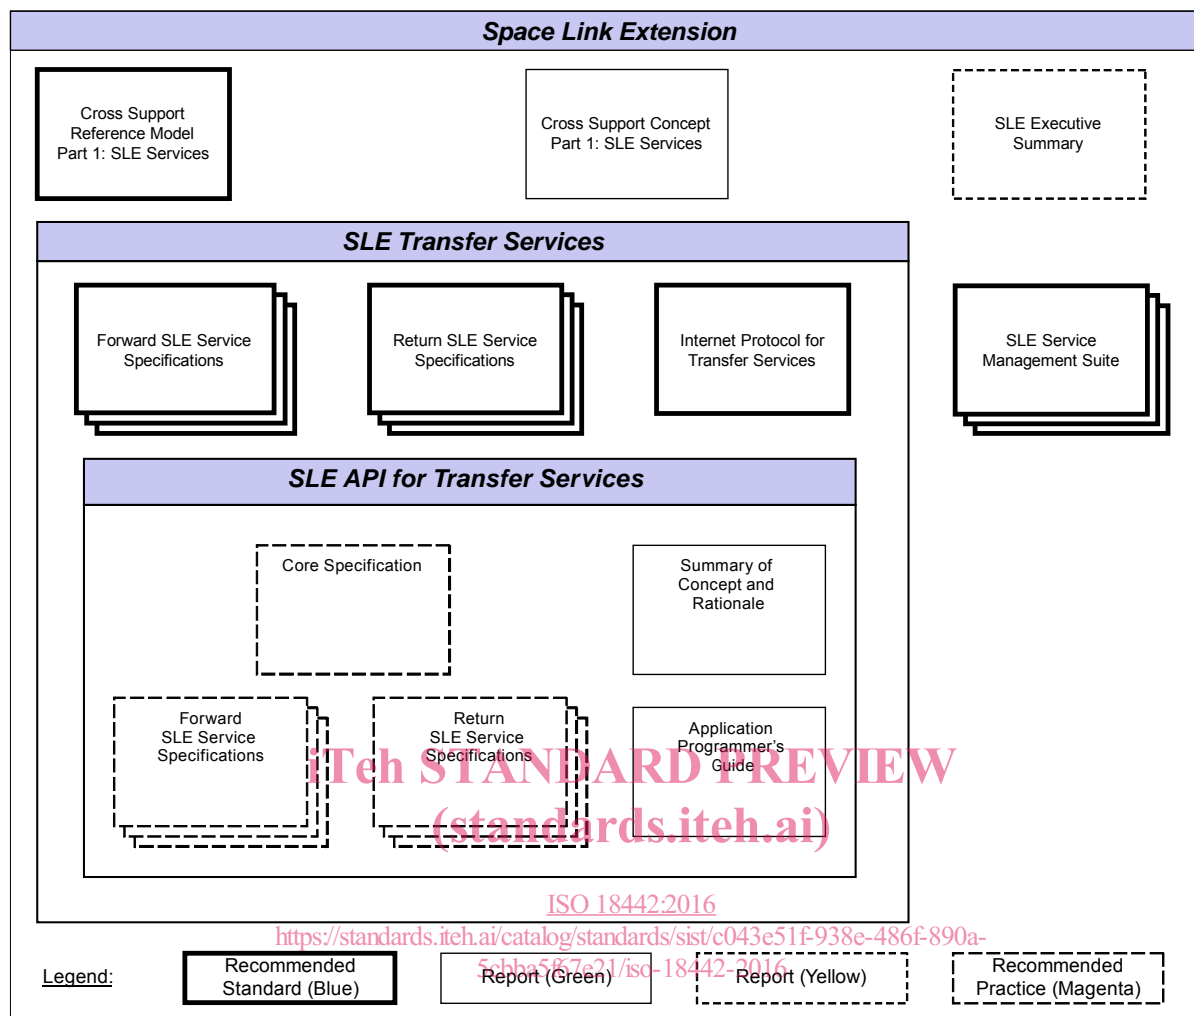 Space Link Extension
Cross Support
Reference Model
Part 1: SLE Services
Cross Support Concept
Part 1: SLE Services
SLE Executive
Summary
SLE Transfer Services
Forward SLE Service
Specifications
Return SLE Service
Specifications
Internet Protocol for
Transfer Services
SLE Service
Management Suite
SLE API for Transfer Services
Core Specification
Summary of
Concept and
Rationale
Forward
SLE Service
Specifications
Return
SLE Service
Specifications
Application
Programmer's
Guide
iTeh STANDARD PREVIEW
(standards.iteh.ai)
ISO 18442:2016
https://standards.iteh.ai/catalog/standards/sist/c043e51f-938e-486f-890a-
5cbba5f67e21/iso-18442-2016
Legend:
Recommended
Standard (Blue)
Report (Green)
Report (Yellow)
Recommended
Practice (Magenta)